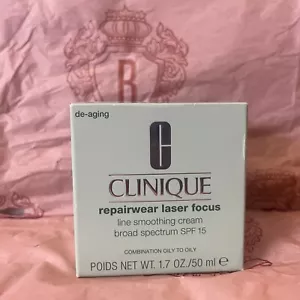 B
de-aging
C
CLINIQUE
repairwear laser focus
line smoothing cream
broad spectrum SPF 15
COMBINATION OILY TO OILY
POIDS NET WT. 1.7 OZ./50 ml ℮